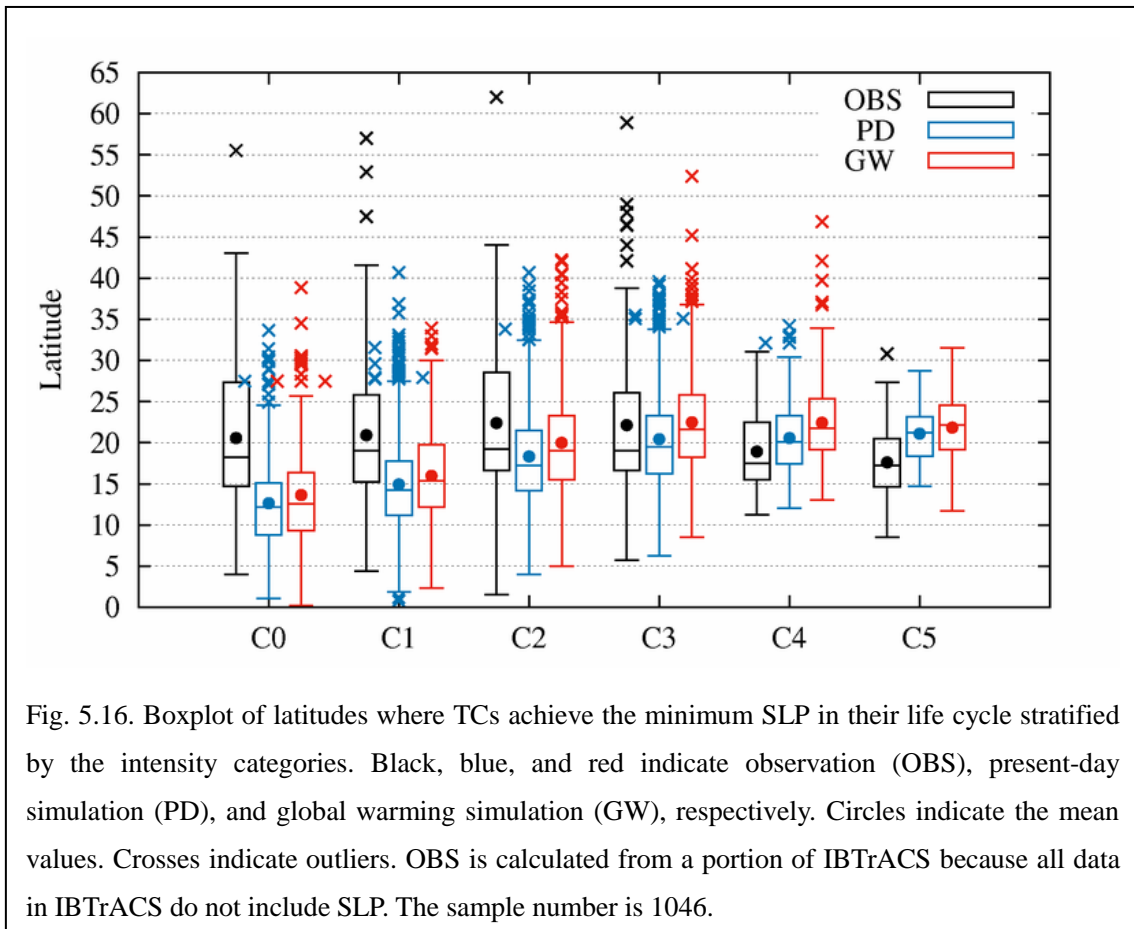 65
60
55
50
45
40
35
30
25
20
15
10
5
0
Latitude
OBS
PD
GW
C0 C1 C2 C3 C4 C5
Fig. 5.16. Boxplot of latitudes where TCs achieve the minimum SLP in their life cycle stratified
by the intensity categories. Black, blue, and red indicate observation (OBS), present-day
simulation (PD), and global warming simulation (GW), respectively. Circles indicate the mean
values. Crosses indicate outliers. OBS is calculated from a portion of IBTrACS because all data
in IBTrACS do not include SLP. The sample number is 1046.